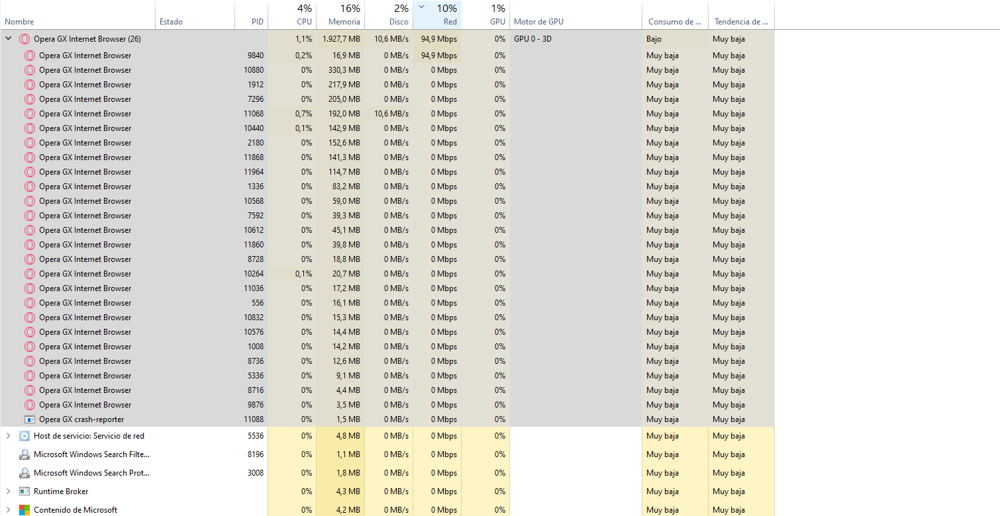 4% 16% 2% 10% 1%
Nombre Estado PID CPU Memoria Disco Red GPU Motor de GPU Consumo de ... Tendencia de ...
Opera GX Internet Browser (26) 1,1% 1.927,7 MB 10,6 MB/s 94,9 Mbps 0% GPU 0 - 3D Bajo Muy baja
Opera GX Internet Browser 9840 0,2% 16,9 MB 0 MB/s 94,9 Mbps 0% Muy baja Muy baja
Opera GX Internet Browser 10880 0% 330,3 MB 0 MB/s 0 Mbps 0% Muy baja Muy baja
Opera GX Internet Browser 1912 0% 217,9 MB 0 MB/s 0 Mbps 0% Muy baja Muy baja
Opera GX Internet Browser 7296 0% 205,0 MB 0 MB/s 0 Mbps 0% Muy baja Muy baja
Opera GX Internet Browser 11068 0,7% 192,0 MB 10,6 MB/s 0 Mbps 0% Muy baja Muy baja
Opera GX Internet Browser 10440 0,1% 142,9 MB 0 MB/s 0 Mbps 0% Muy baja Muy baja
Opera GX Internet Browser 2180 0% 152,6 MB 0 MB/s 0 Mbps 0% Muy baja Muy baja
Opera GX Internet Browser 11868 0% 141,3 MB 0 MB/s 0 Mbps 0% Muy baja Muy baja
Opera GX Internet Browser 11964 0% 114,7 MB 0 MB/s 0 Mbps 0% Muy baja Muy baja
Opera GX Internet Browser 1336 0% 83,2 MB 0 MB/s 0 Mbps 0% Muy baja Muy baja
Opera GX Internet Browser 10568 0% 59,0 MB 0 MB/s 0 Mbps 0% Muy baja Muy baja
Opera GX Internet Browser 7592 0% 39,3 MB 0 MB/s 0 Mbps 0% Muy baja Muy baja
Opera GX Internet Browser 10612 0% 45,1 MB 0 MB/s 0 Mbps 0% Muy baja Muy baja
Opera GX Internet Browser 11860 0% 39,8 MB 0 MB/s 0 Mbps 0% Muy baja Muy baja
Opera GX Internet Browser 8728 0% 18,8 MB 0 MB/s 0 Mbps 0% Muy baja Muy baja
Opera GX Internet Browser 10264 0,1% 20,7 MB 0 MB/s 0 Mbps 0% Muy baja Muy baja
Opera GX Internet Browser 11036 0% 17,2 MB 0 MB/s 0 Mbps 0% Muy baja Muy baja
Opera GX Internet Browser 556 0% 16,1 MB 0 MB/s 0 Mbps 0% Muy baja Muy baja
Opera GX Internet Browser 10832 0% 15,3 MB 0 MB/s 0 Mbps 0% Muy baja Muy baja
Opera GX Internet Browser 10576 0% 14,4 MB 0 MB/s 0 Mbps 0% Muy baja Muy baja
Opera GX Internet Browser 1008 0% 14,2 MB 0 MB/s 0 Mbps 0% Muy baja Muy baja
Opera GX Internet Browser 8736 0% 12,6 MB 0 MB/s 0 Mbps 0% Muy baja Muy baja
Opera GX Internet Browser 5336 0% 9,1 MB 0 MB/s 0 Mbps 0% Muy baja Muy baja
Opera GX Internet Browser 8716 0% 4,4 MB 0 MB/s 0 Mbps 0% Muy baja Muy baja
Opera GX Internet Browser 9876 0% 3,5 MB 0 MB/s 0 Mbps 0% Muy baja Muy baja
Opera GX crash-reporter 11088 0% 1,5 MB 0 MB/s 0 Mbps 0% Muy baja Muy baja
Host de servicio: Servicio de red 5536 0% 4,8 MB 0 MB/s 0 Mbps 0% Muy baja Muy baja
Microsoft Windows Search Filte... 8196 0% 1,1 MB 0 MB/s 0 Mbps 0% Muy baja Muy baja
Microsoft Windows Search Prot... 3008 0% 1,8 MB 0 MB/s 0 Mbps 0% Muy baja Muy baja
Runtime Broker 0% 4,3 MB 0 MB/s 0 Mbps 0% Muy baja Muy baja
Contenido de Microsoft 0% 4,2 MB 0 MB/s 0 Mbps 0% Muy baja Muy baja